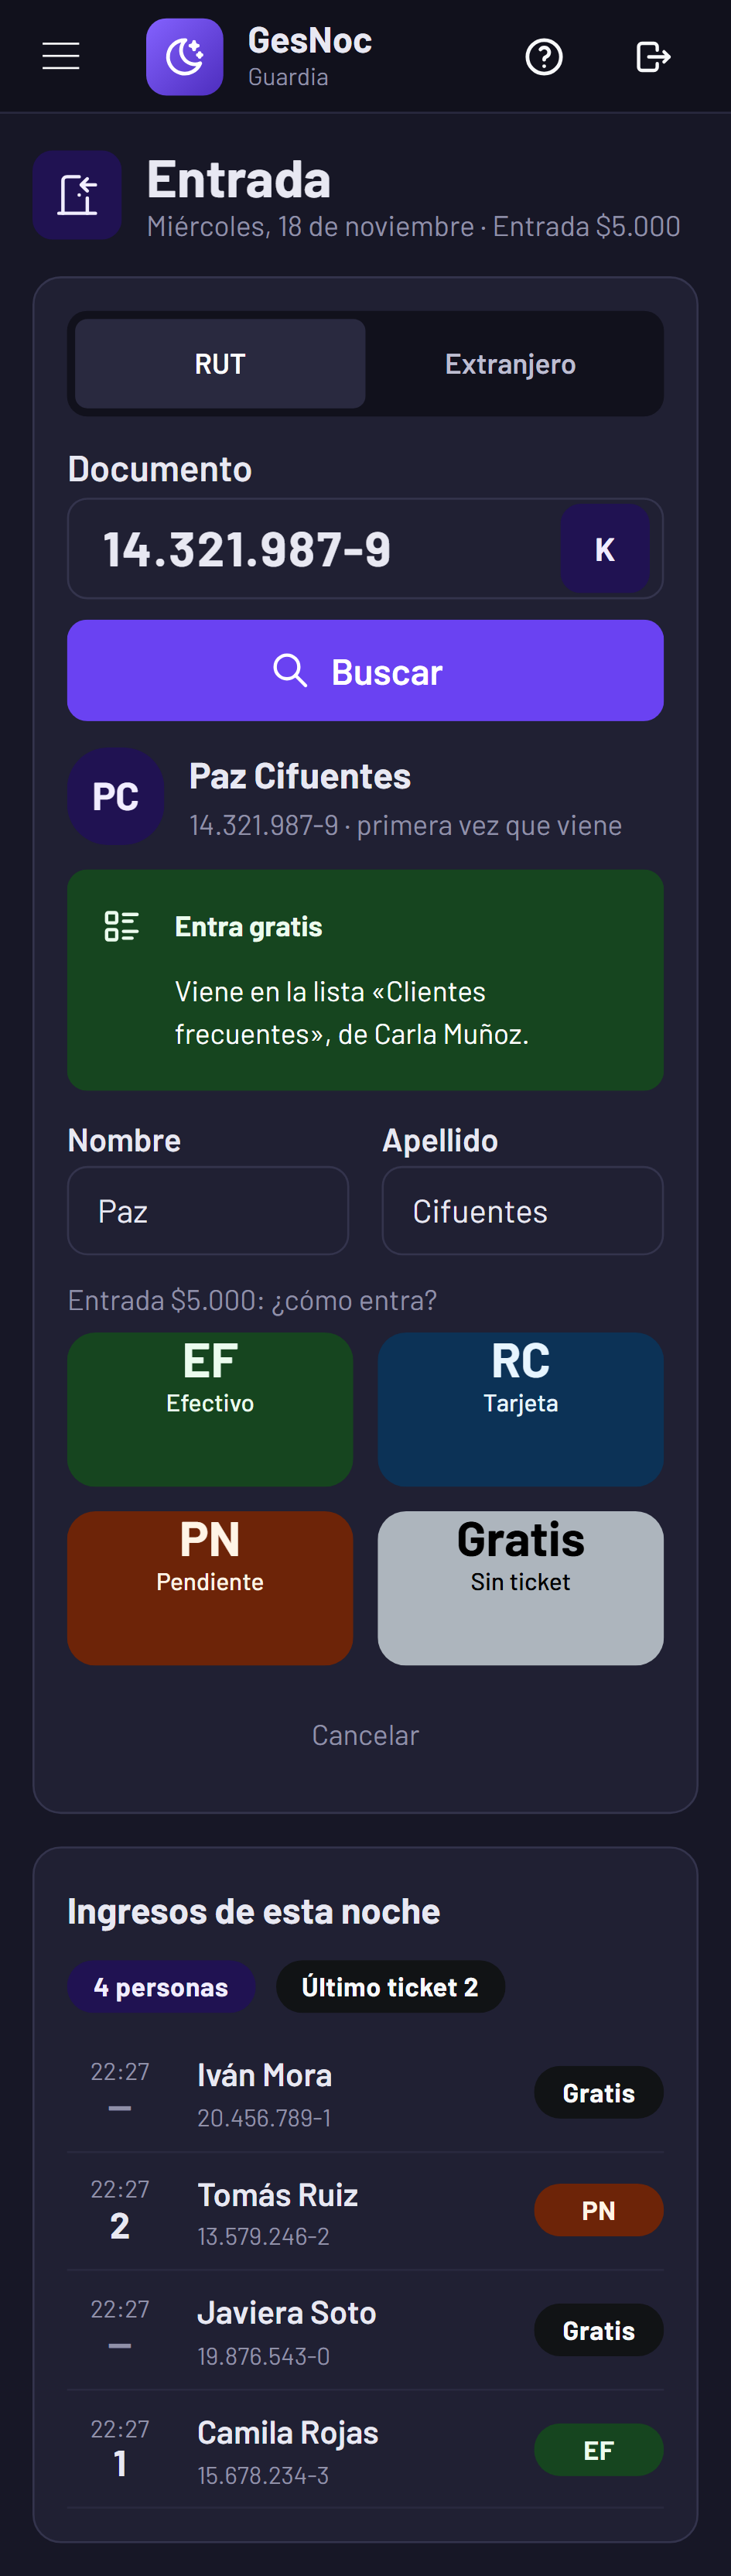 GesNoc
Guardia
Entrada
Miércoles, 18 de noviembre · Entrada $5.000
RUT
Extranjero
Documento
14.321.987-9
K
Buscar
PC
Paz Cifuentes
14.321.987-9 · primera vez que viene
Entra gratis
Viene en la lista «Clientes
frecuentes», de Carla Muñoz.
Nombre
Apellido
Paz
Cifuentes
Entrada $5.000: ¿cómo entra?
EF
Efectivo
RC
Tarjeta
PN
Pendiente
Gratis
Sin ticket
Cancelar
Ingresos de esta noche
4 personas
Último ticket 2
22:27
—
Iván Mora
20.456.789-1
Gratis
22:27
2
Tomás Ruiz
13.579.246-2
PN
22:27
—
Javiera Soto
19.876.543-0
Gratis
22:27
1
Camila Rojas
15.678.234-3
EF